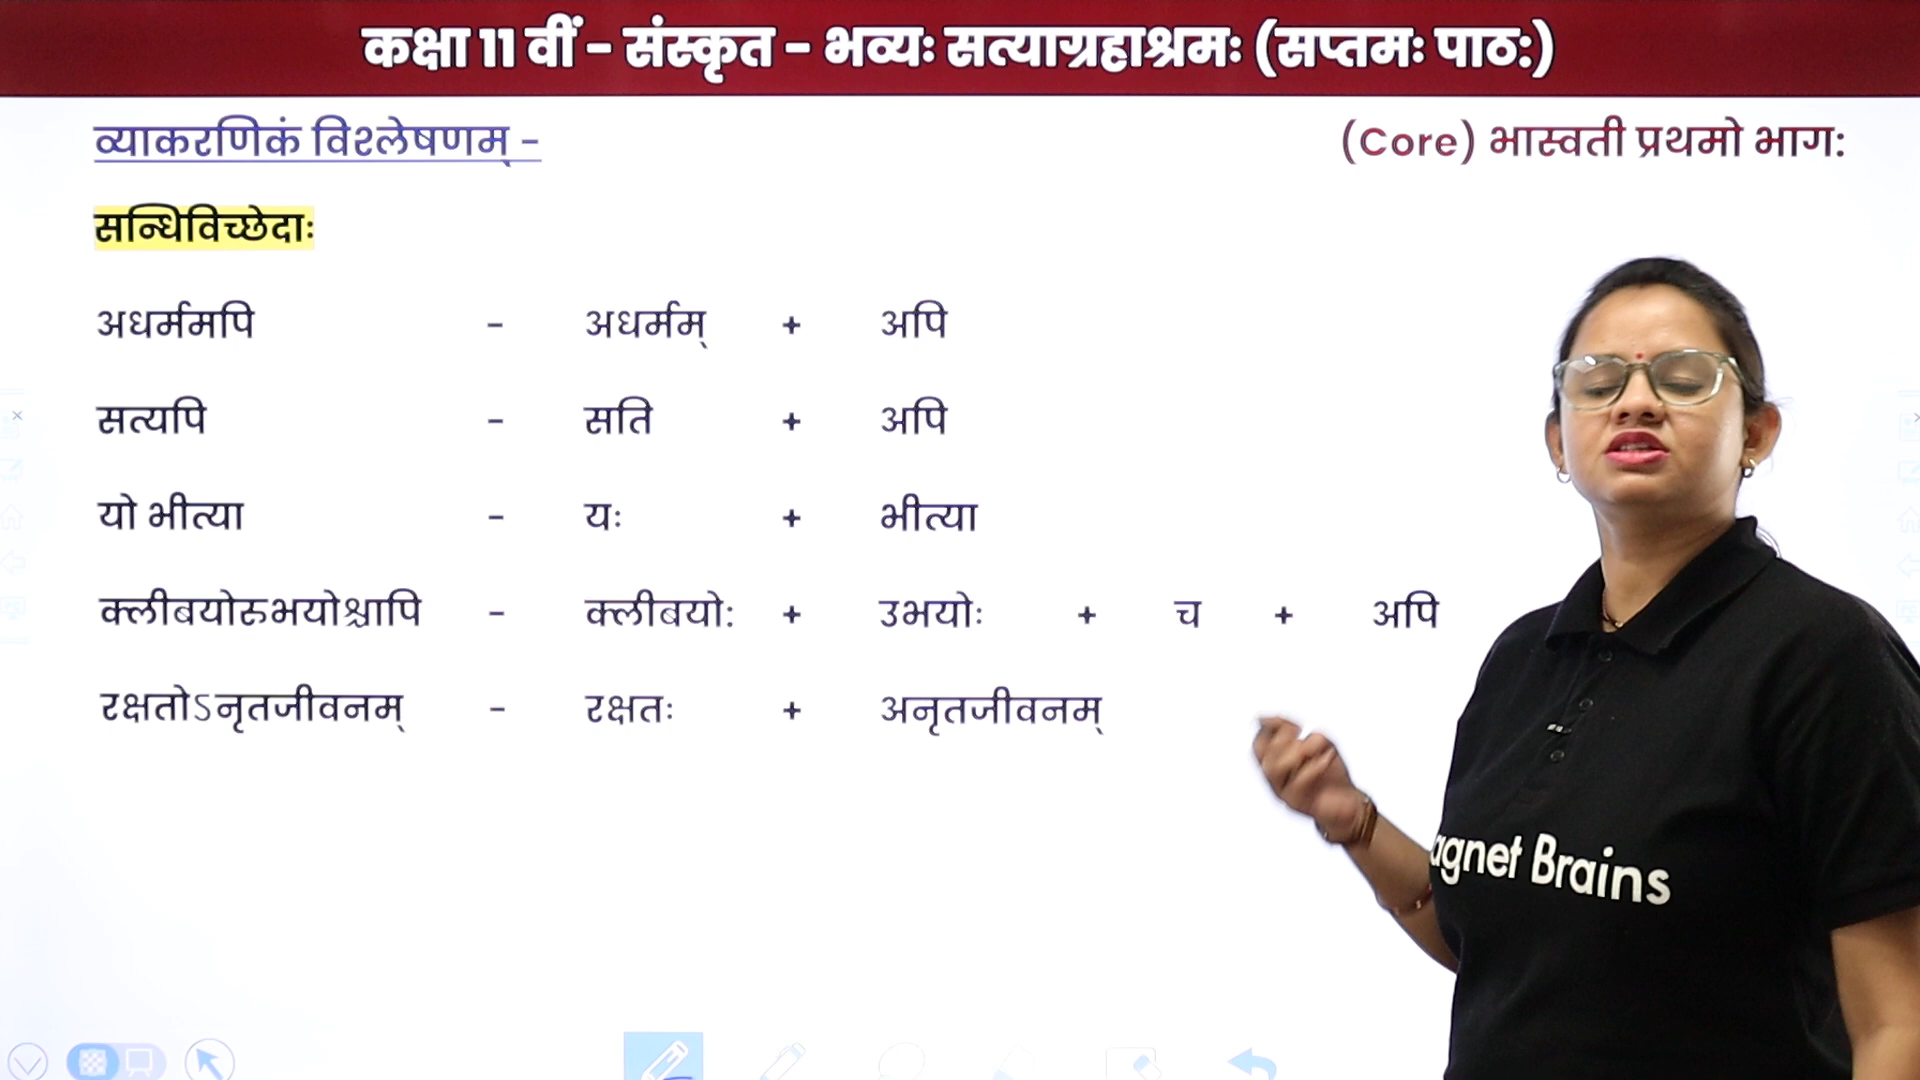 कक्षा 11 वीं - संस्कृत - भव्यः सत्याग्रहाश्रमः (सप्तमः पाठः)
व्याकरणिकं विश्लेषणम् -
(Core) भास्वती प्रथमो भागः
सन्धिविच्छेदाः
अधर्ममपि - अधर्मम् + अपि
सत्यपि - सति + अपि
यो भीत्या - यः + भीत्या
क्लीबयोरुभयोश्चापि - क्लीबयोः + उभयोः + च + अपि
रक्षतोऽनृतजीवनम् - रक्षतः + अनृतजीवनम्
agnet Brains